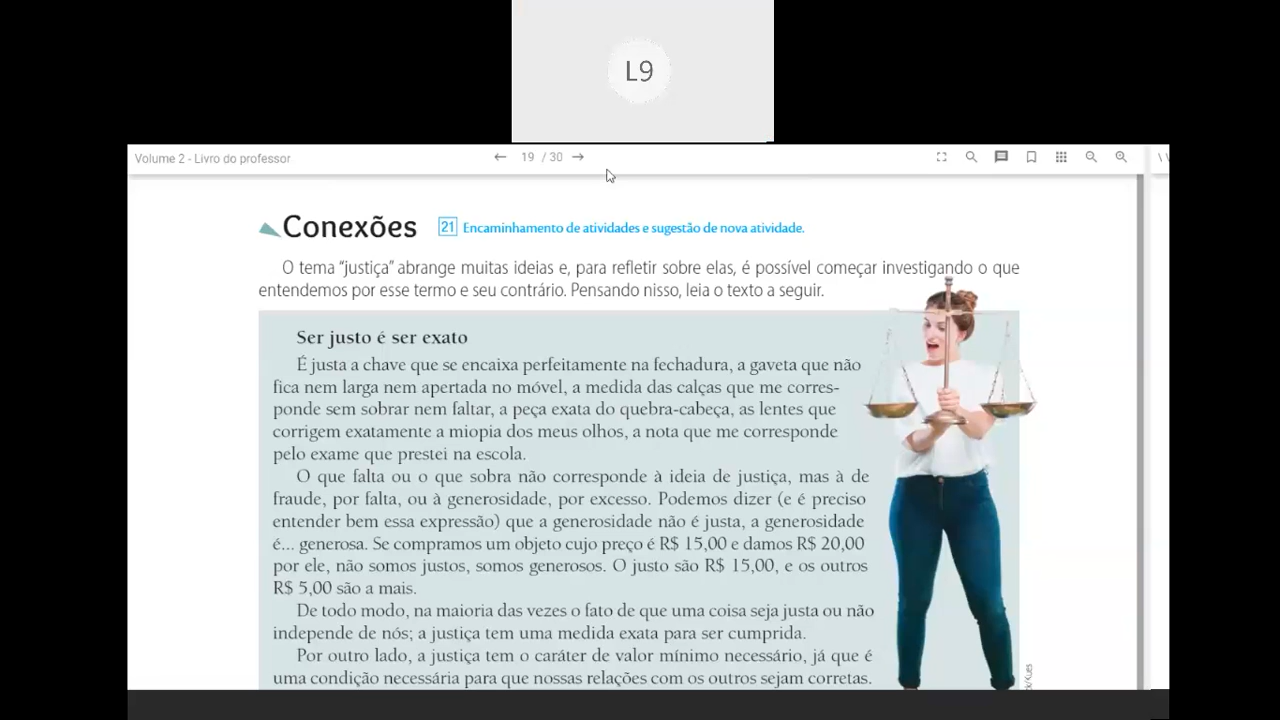 L9
Volume 2 - Livro do professor
19 / 30
Conexões
21 Encaminhamento de atividades e sugestão de nova atividade.
O tema “justiça” abrange muitas ideias e, para refletir sobre elas, é possível começar investigando o que
entendemos por esse termo e seu contrário. Pensando nisso, leia o texto a seguir.
Ser justo é ser exato
É justa a chave que se encaixa perfeitamente na fechadura, a gaveta que não
fica nem larga nem apertada no móvel, a medida das calças que me corres-
ponde sem sobrar nem faltar, a peça exata do quebra-cabeça, as lentes que
corrigem exatamente a miopia dos meus olhos, a nota que me corresponde
pelo exame que prestei na escola.
O que falta ou o que sobra não corresponde à ideia de justiça, mas à de
fraude, por falta, ou à generosidade, por excesso. Podemos dizer (e é preciso
entender bem essa expressão) que a generosidade não é justa, a generosidade
é... generosa. Se compramos um objeto cujo preço é R$ 15,00 e damos R$ 20,00
por ele, não somos justos, somos generosos. O justo são R$ 15,00, e os outros
R$ 5,00 são a mais.
De todo modo, na maioria das vezes o fato de que uma coisa seja justa ou não
independe de nós; a justiça tem uma medida exata para ser cumprida.
Por outro lado, a justiça tem o caráter de valor mínimo necessário, já que é
uma condição necessária para que nossas relações com os outros sejam corretas.